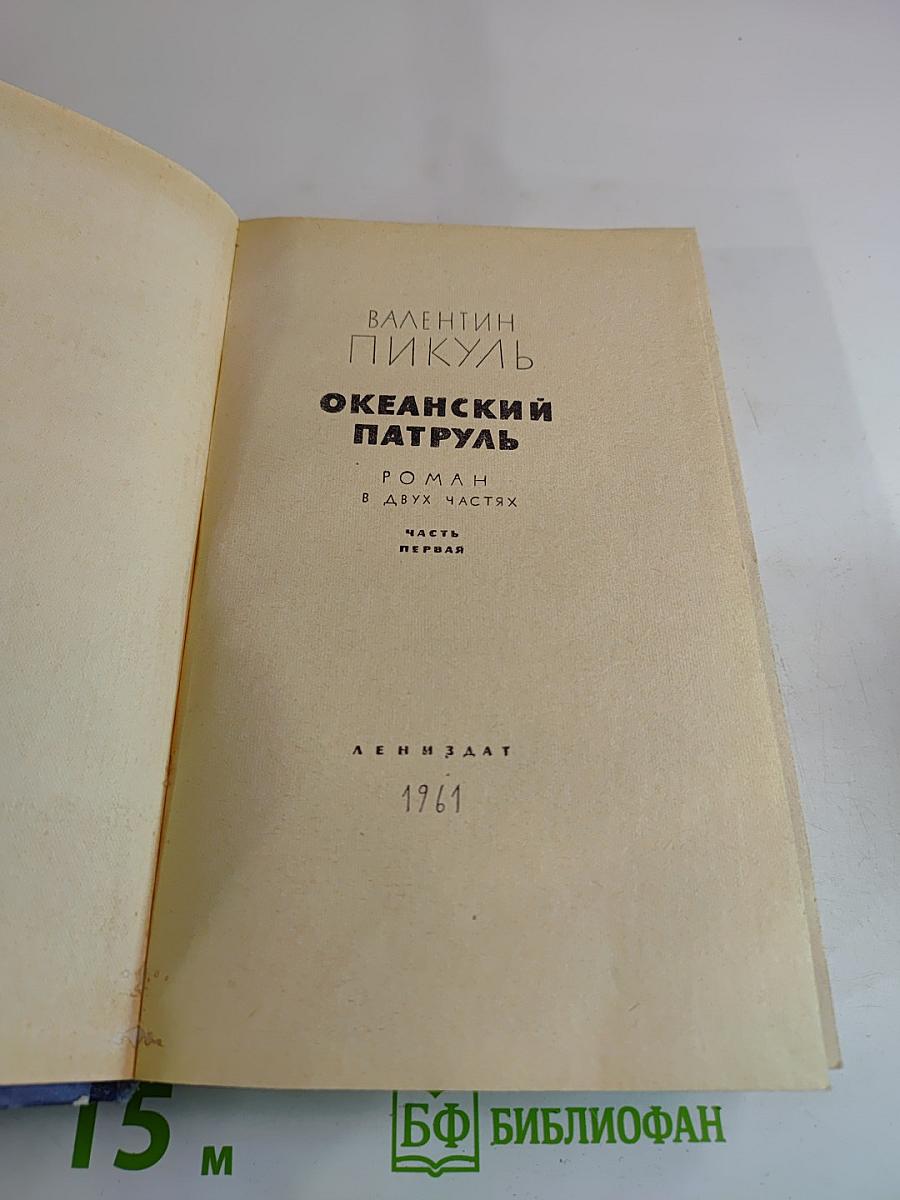 ВАЛЕНТИН
ПИКУЛЬ
ОКЕАНСКИЙ
ПАТРУЛЬ
РОМАН
В ДВУХ ЧАСТЯХ
ЧАСТЬ
ПЕРВАЯ
ЛЕНИЗДАТ
1961
15 м
БФ БИБЛИОФАН